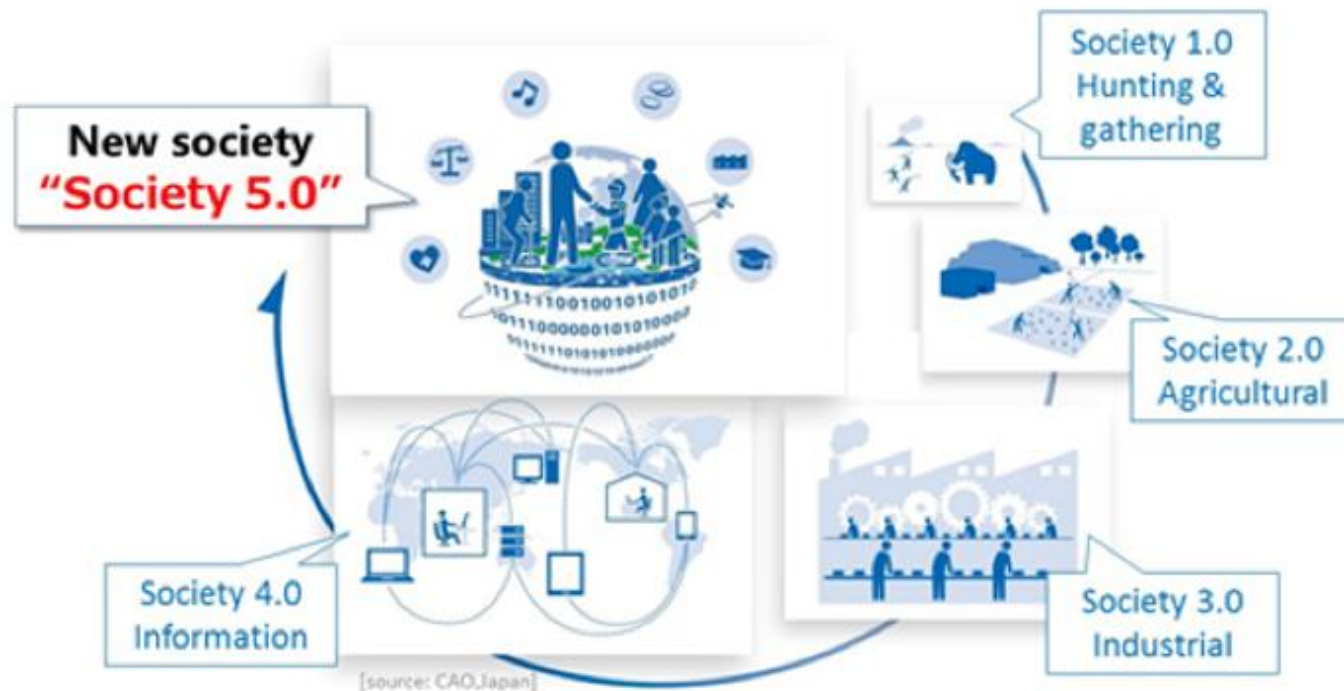 Society 1.0
Hunting &
gathering
New society
“Society 5.0”
Society 2.0
Agricultural
Society 4.0
Information
Society 3.0
Industrial
[source: CAO,Japan]